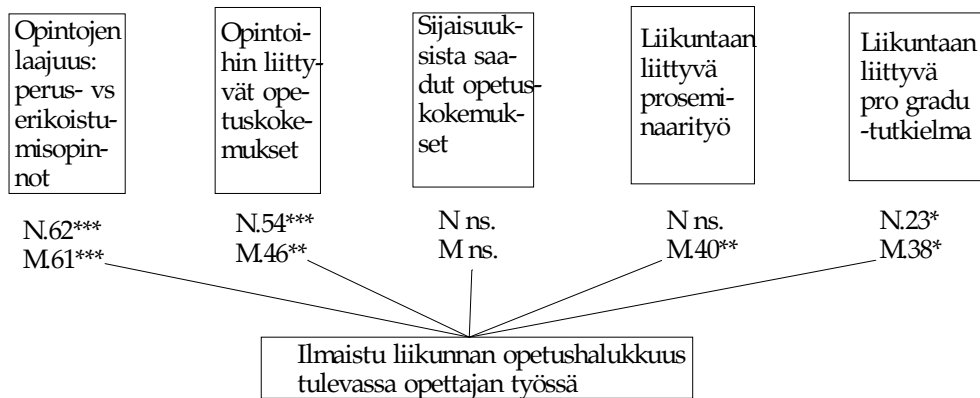 Opintojen
laajuus:
perus- vs
erikoistu-
misopin-
not
Opintoi-
hin liitty-
vät ope-
tuskoke-
mukset
Sijaisuuk-
sista saa-
dut opetus-
kokemuk-
set
Liikuntaan
liittyvä
prosemi-
naarityö
Liikuntaan
liittyvä
pro gradu
-tutkielma
N.62***
M.61***
N.54***
M.46**
N ns.
M ns.
N ns.
M.40**
N.23*
M.38*
Ilmaistu liikunnan opetushalukkuus
tulevassa opettajan työssä